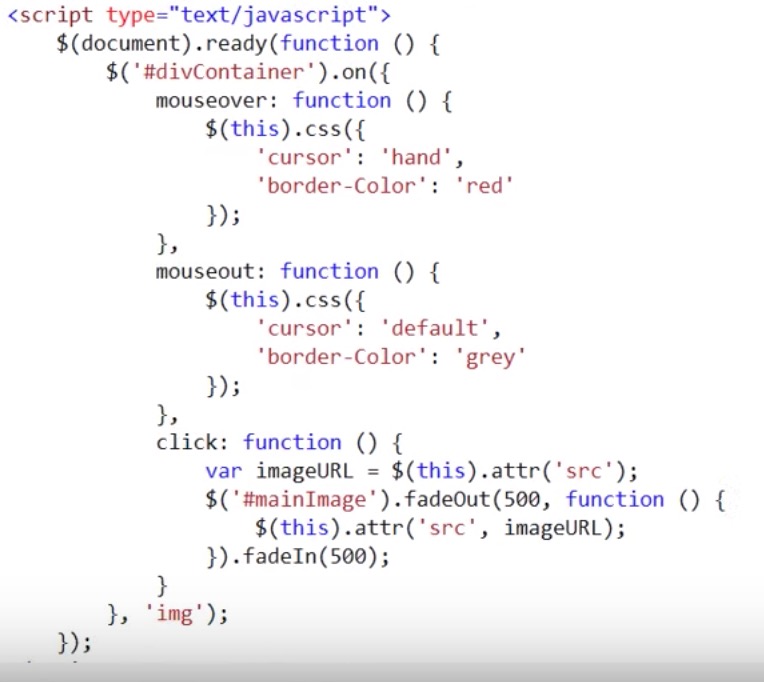 <script type="text/javascript">
    $(document).ready(function () {
        $('#divContainer').on({
            mouseover: function () {
                $(this).css({
                    'cursor': 'hand',
                    'border-Color': 'red'
                });
            },
            mouseout: function () {
                $(this).css({
                    'cursor': 'default',
                    'border-Color': 'grey'
                });
            },
            click: function () {
                var imageURL = $(this).attr('src');
                $('#mainImage').fadeOut(500, function () {
                    $(this).attr('src', imageURL);
                }).fadeIn(500);
            }
        }, 'img');
    });